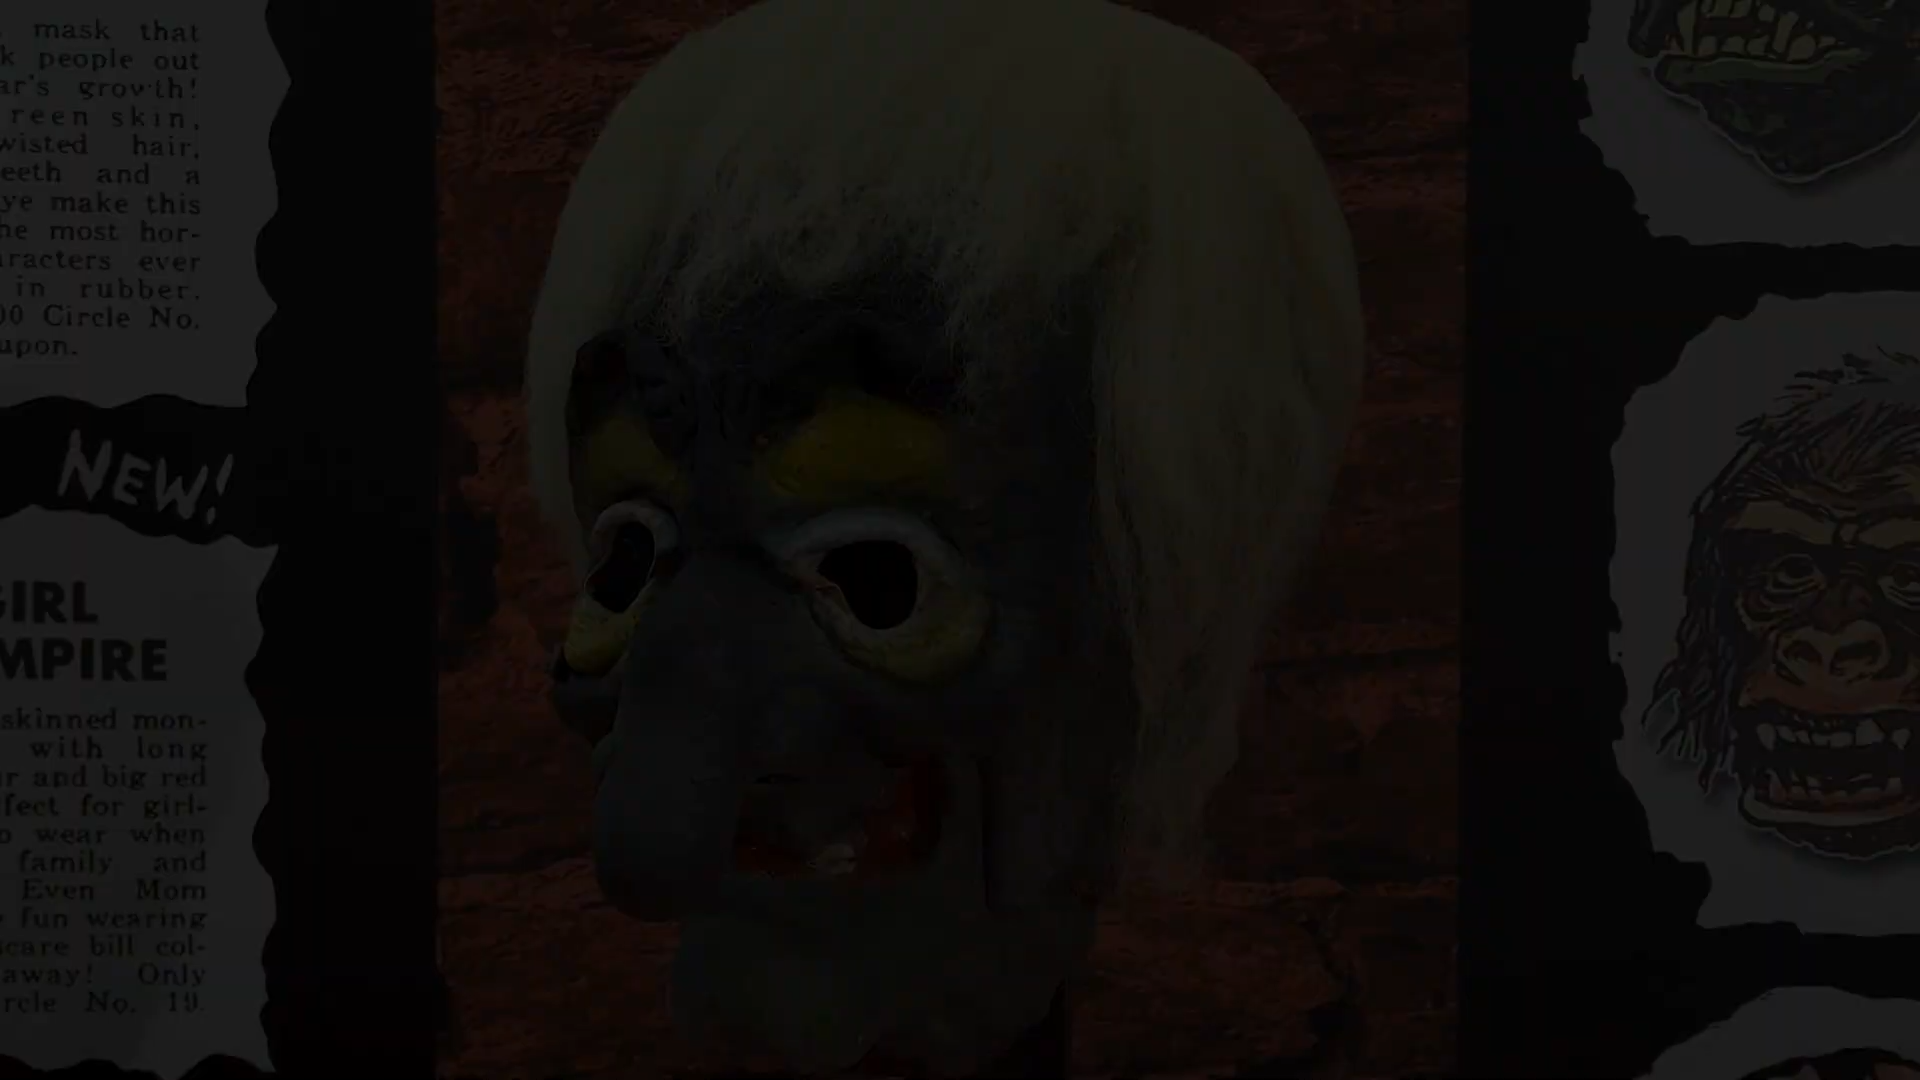 mask that
k people out
ar's growth!
reen skin,
wisted hair,
eeth and a
ye make this
he most hor-
aracters ever
in rubber.
00 Circle No.
upon.
NEW!
GIRL
MPIRE
skinned mon-
with long
r and big red
fect for girl-
o wear when
family and
Even Mom
fun wearing
scare bill col-
away! Only
rcle No. 19.